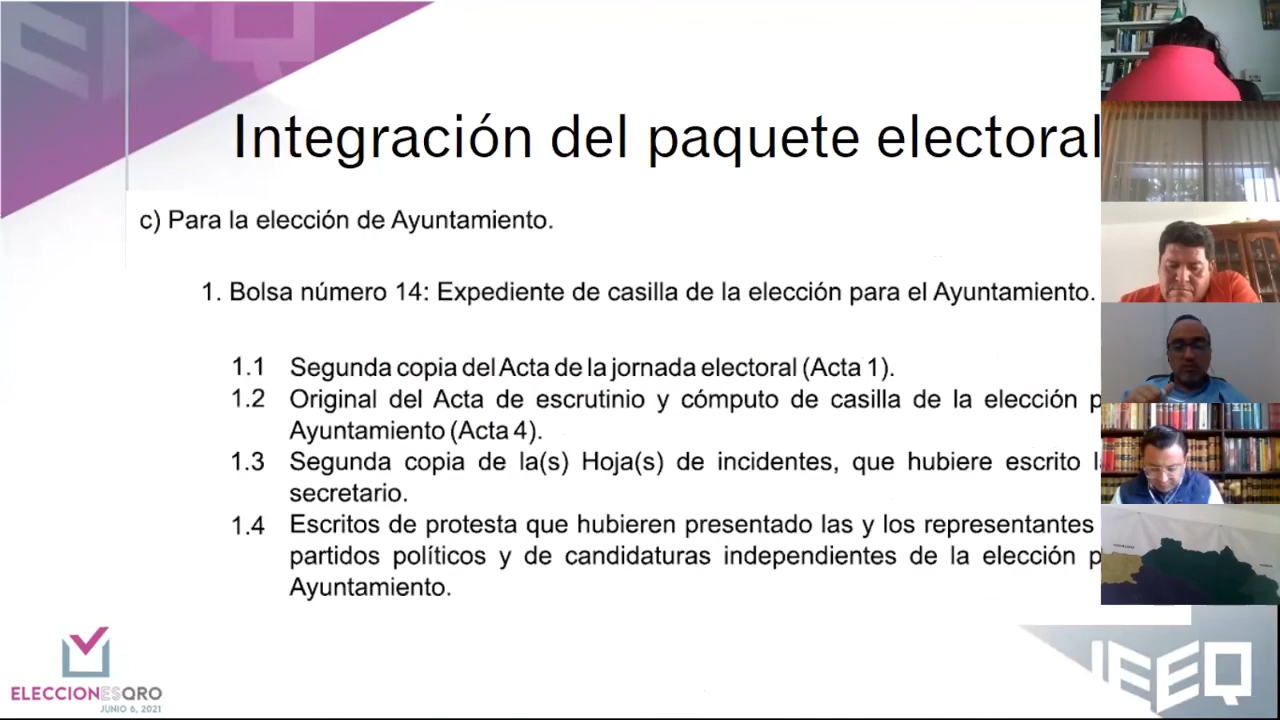 Integración del paquete electoral
c) Para la elección de Ayuntamiento.
1. Bolsa número 14: Expediente de casilla de la elección para el Ayuntamiento.
1.1 Segunda copia del Acta de la jornada electoral (Acta 1).
1.2 Original del Acta de escrutinio y cómputo de casilla de la elección p
Ayuntamiento (Acta 4).
1.3 Segunda copia de la(s) Hoja(s) de incidentes, que hubiere escrito l
secretario.
1.4 Escritos de protesta que hubieren presentado las y los representantes
partidos políticos y de candidaturas independientes de la elección p
Ayuntamiento.
ELECCIONESQRO
JUNIO 6, 2021
IEEQ